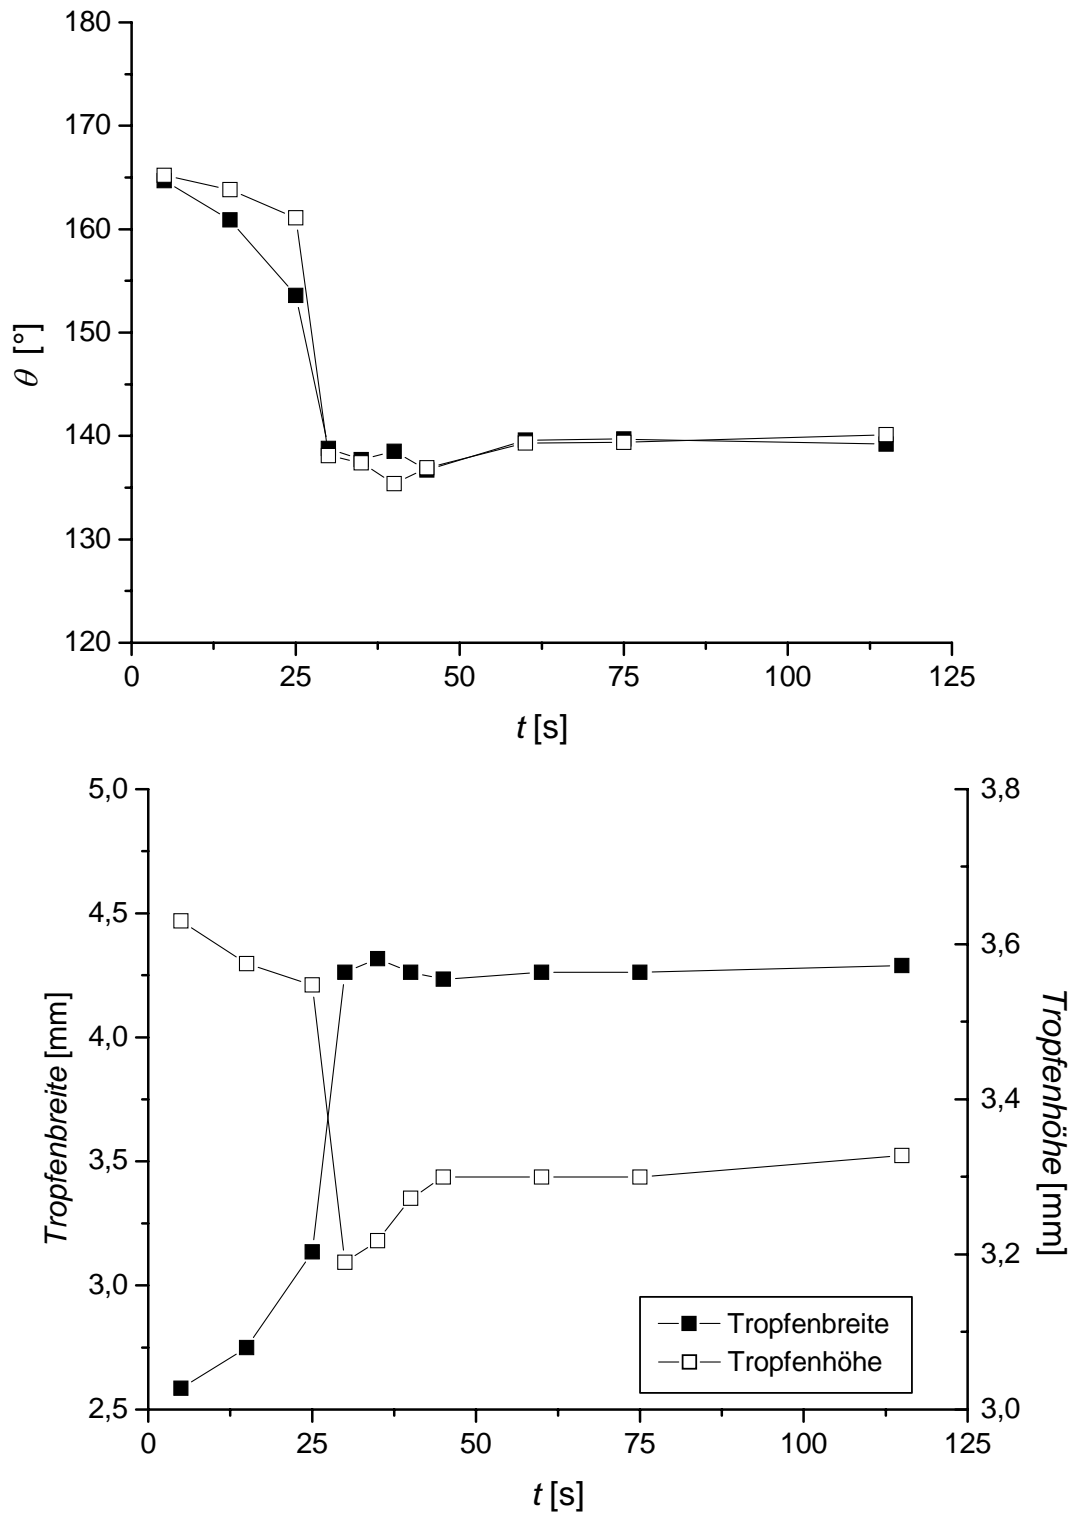 180
170
160
150
140
130
120
θ [°]
0 25 50 75 100 125
t [s]
5,0
4,5
4,0
3,5
3,0
2,5
Tropfenbreite [mm]
3,8
3,6
3,4
3,2
3,0
Tropfenhöhe [mm]
Tropfenbreite
Tropfenhöhe
0 25 50 75 100 125
t [s]